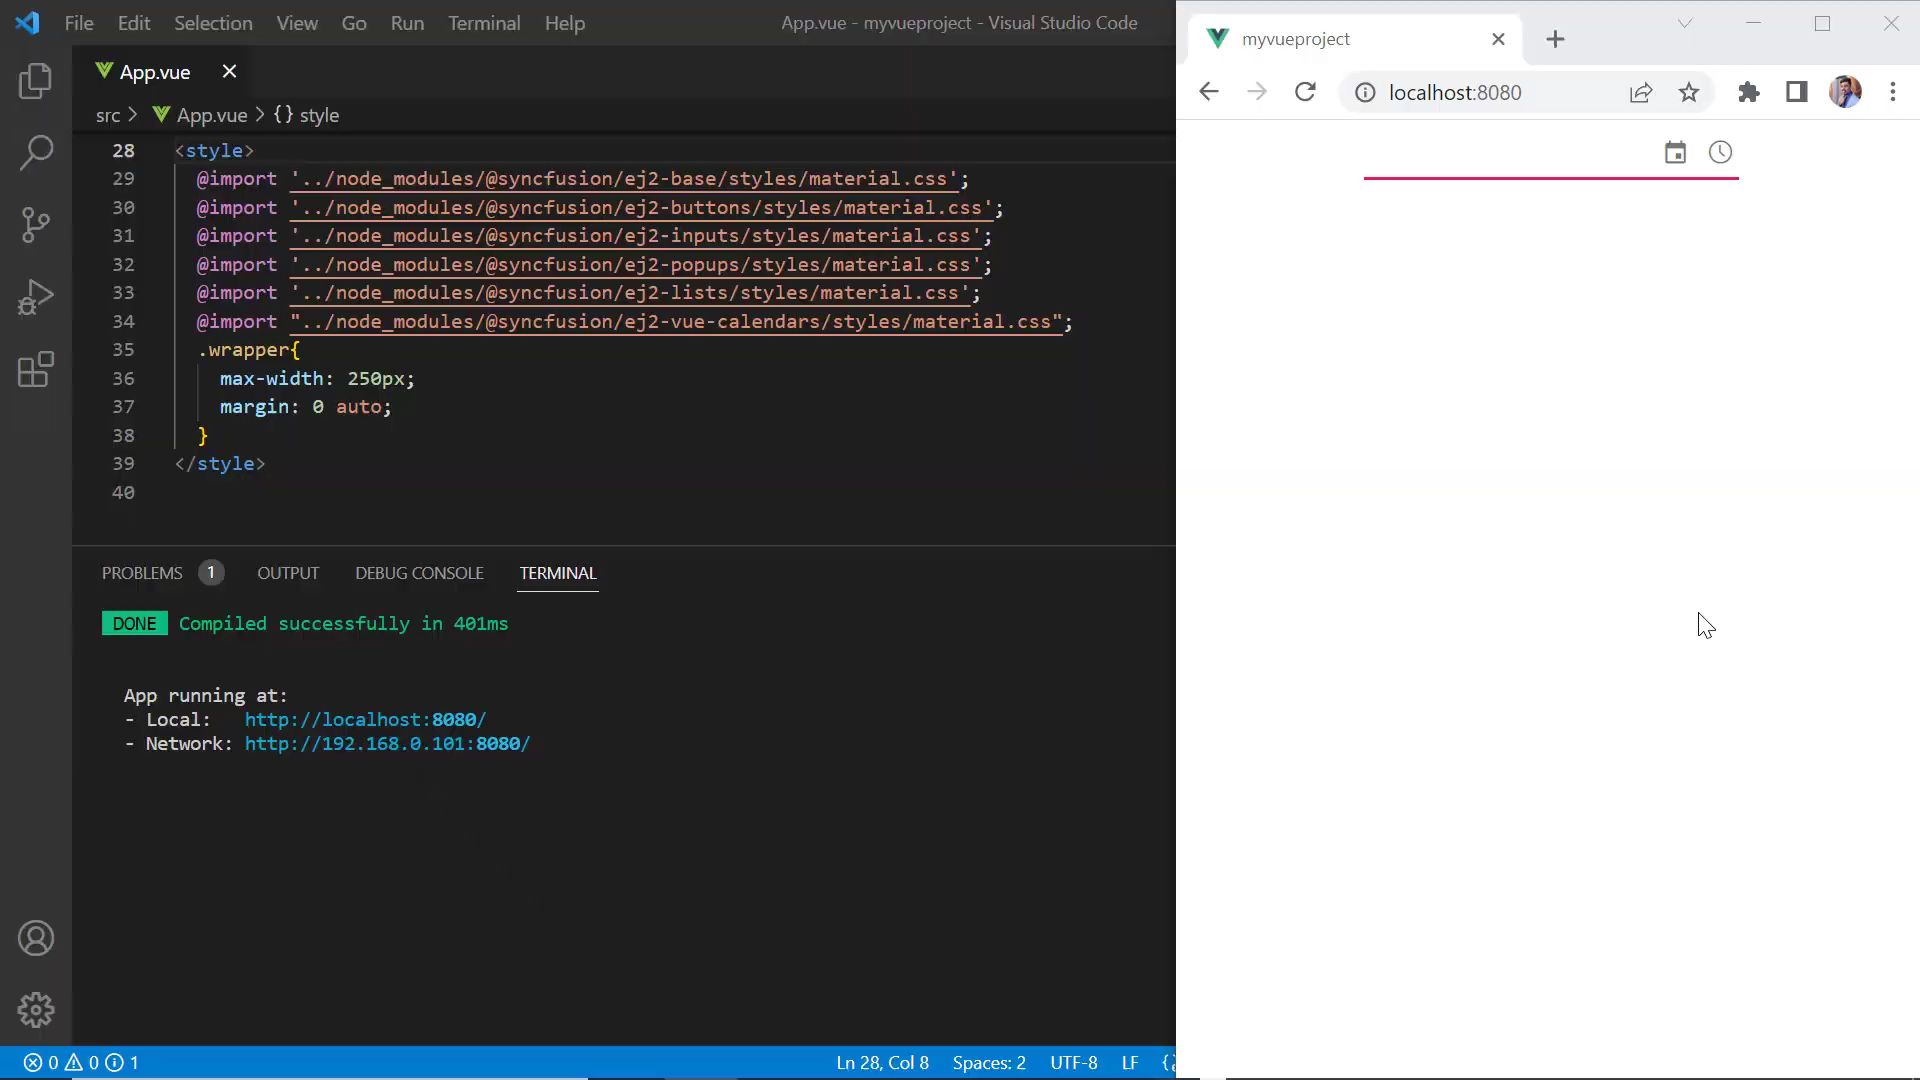 File Edit Selection View Go Run Terminal Help
App.vue - myvueproject - Visual Studio Code
App.vue
src > App.vue > {} style
28 <style>
29 @import '../node_modules/@syncfusion/ej2-base/styles/material.css';
30 @import '../node_modules/@syncfusion/ej2-buttons/styles/material.css';
31 @import '../node_modules/@syncfusion/ej2-inputs/styles/material.css';
32 @import '../node_modules/@syncfusion/ej2-popups/styles/material.css';
33 @import '../node_modules/@syncfusion/ej2-lists/styles/material.css';
34 @import "../node_modules/@syncfusion/ej2-vue-calendars/styles/material.css";
35 .wrapper{
36 max-width: 250px;
37 margin: 0 auto;
38 }
39 </style>
40
PROBLEMS 1 OUTPUT DEBUG CONSOLE TERMINAL
DONE Compiled successfully in 401ms
App running at:
- Local: http://localhost:8080/
- Network: http://192.168.0.101:8080/
0 0 1
Ln 28, Col 8 Spaces: 2 UTF-8 LF {
myvueproject
localhost:8080